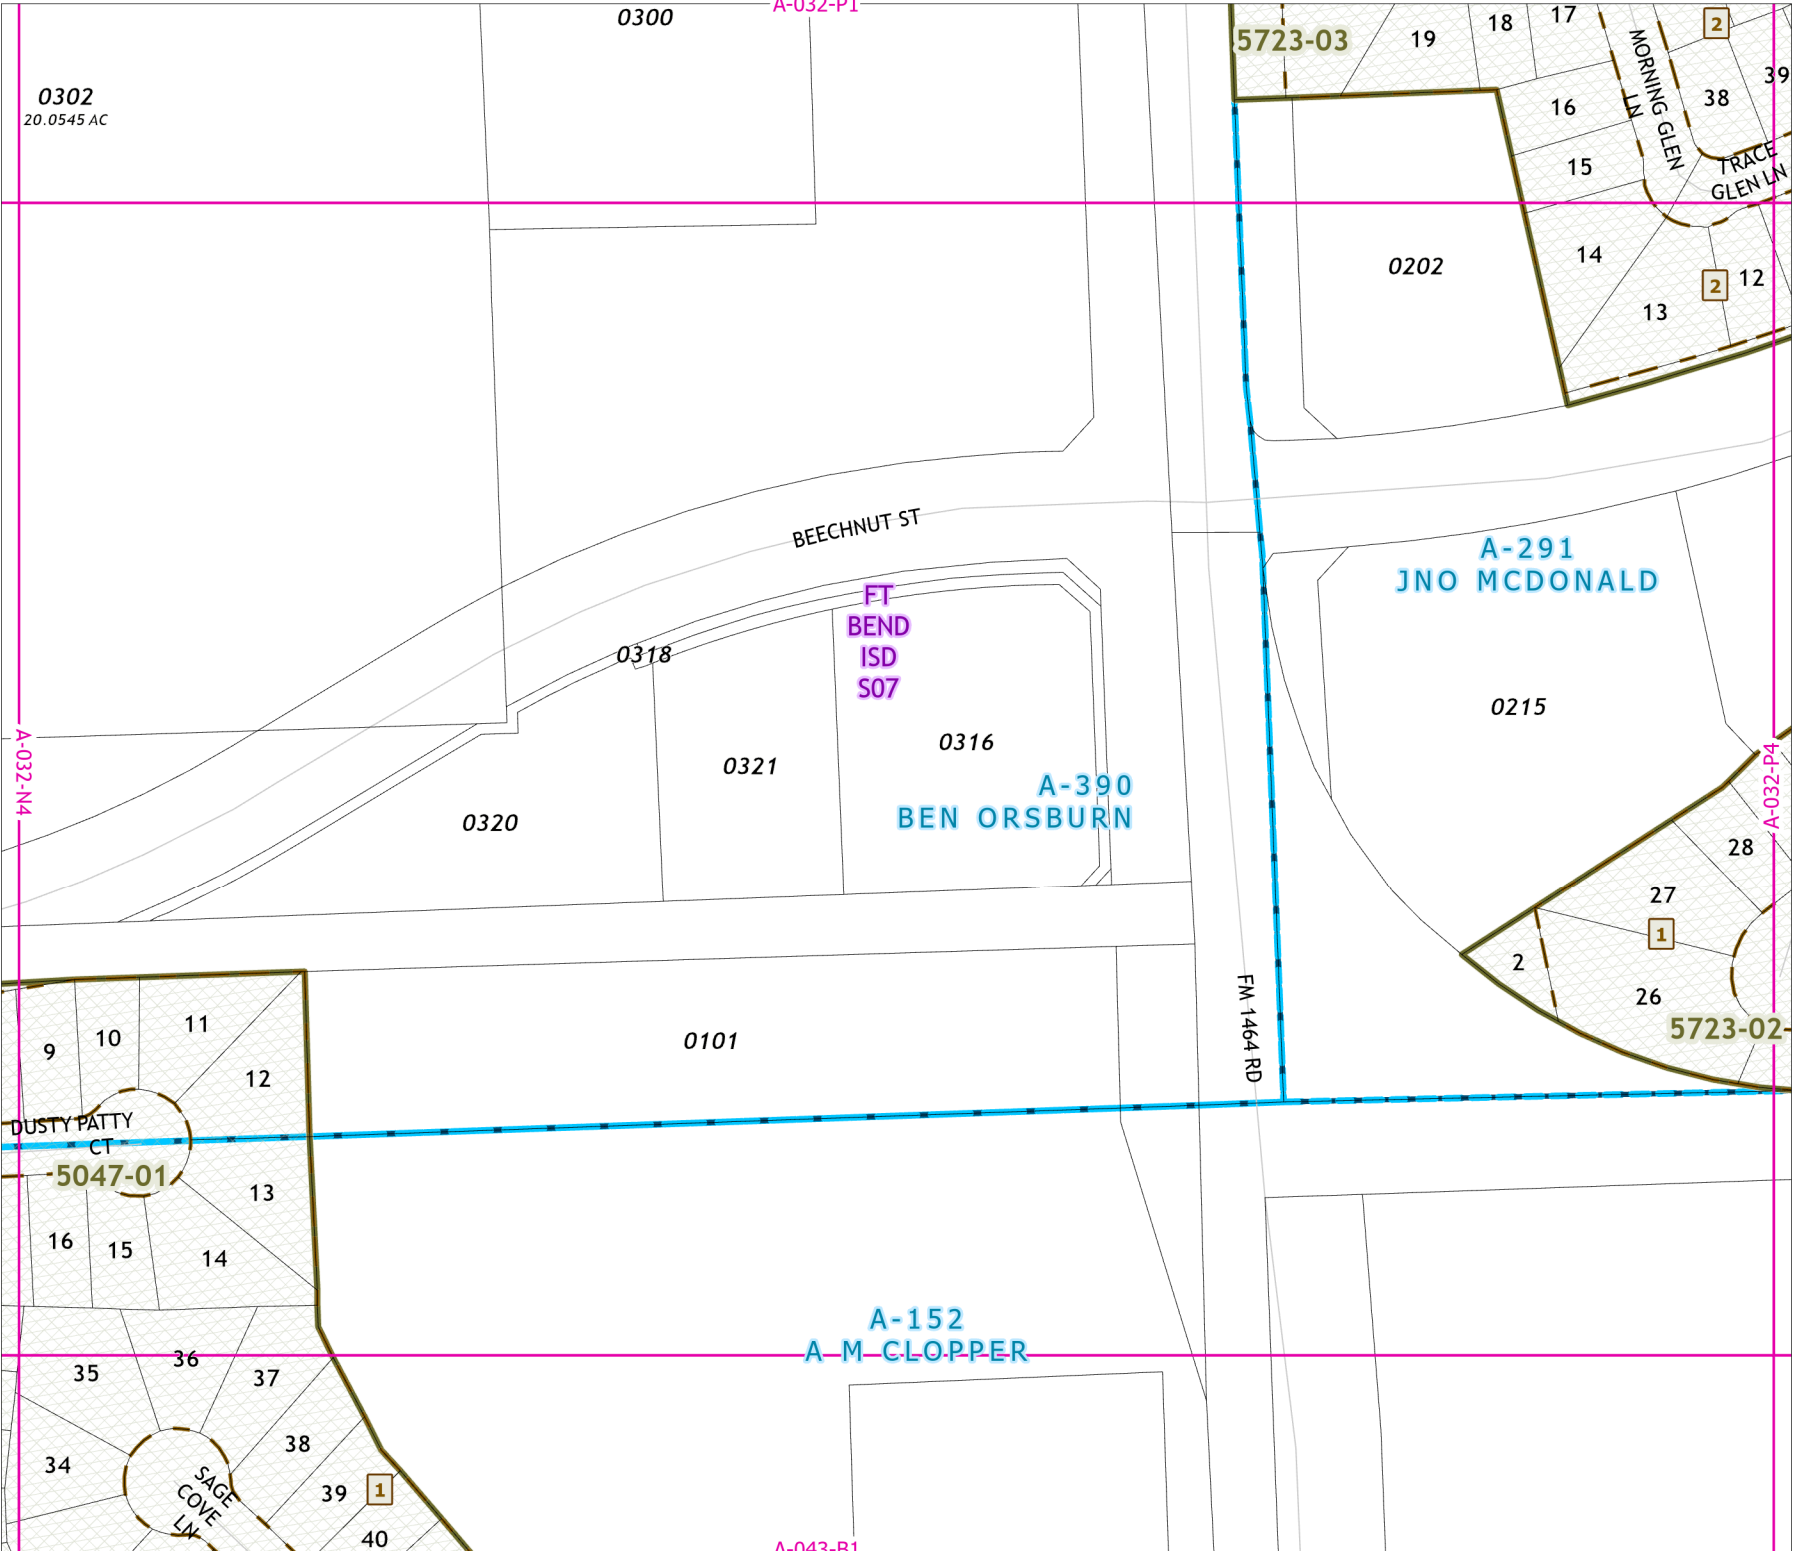 A-032-P1
0300
0302
20.0545 AC
5723-03
19
18
17
2
39
38
16
15
MORNING GLEN
LN
TRACE
GLEN LN
0202
14
13
2
12
BEECHNUT ST
A-291
JNO MCDONALD
FT
BEND
ISD
S07
0318
0215
0316
0321
0320
A-390
BEN ORSBURN
A-032-N4
A-032-P4
28
27
1
2
26
5723-02
FM 1464 RD
0101
9
10
11
12
DUSTY PATTY
CT
5047-01
13
16
15
14
A-152
A M CLOPPER
35
36
37
34
38
39
1
40
SAGE
COVE
LN
A-043-B1